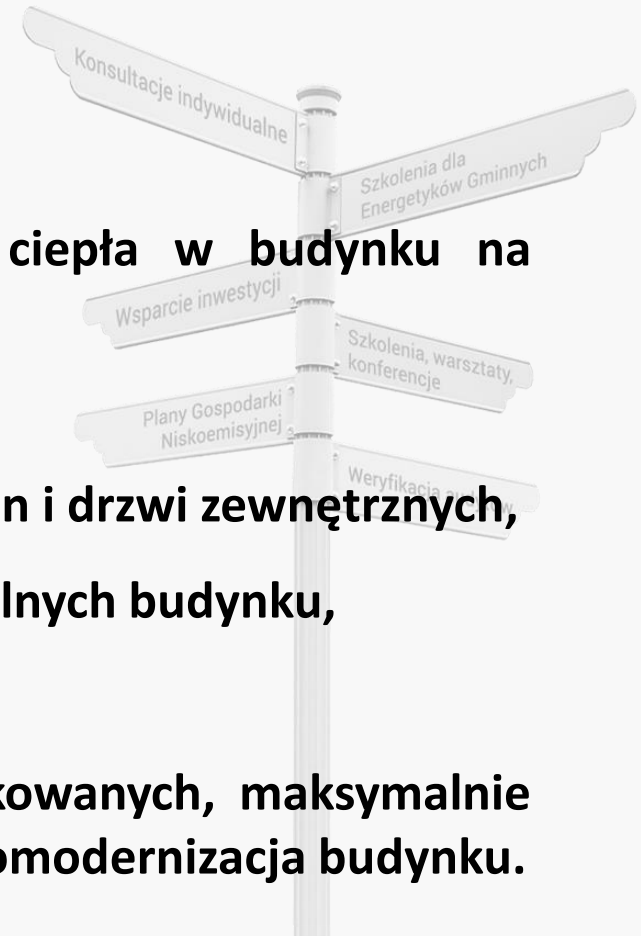 Konsultacje indywidualne
Szkolenia dla
Energetyków Gminnych
ciepła w budynku na
Wsparcie inwestycji
Szkolenia, warsztaty,
konferencje
Plany Gospodarki
Niskoemisyjnej
Weryfikacja audytów
n i drzwi zewnętrznych,
lnych budynku,
kowanych, maksymalnie
omodernizacja budynku.